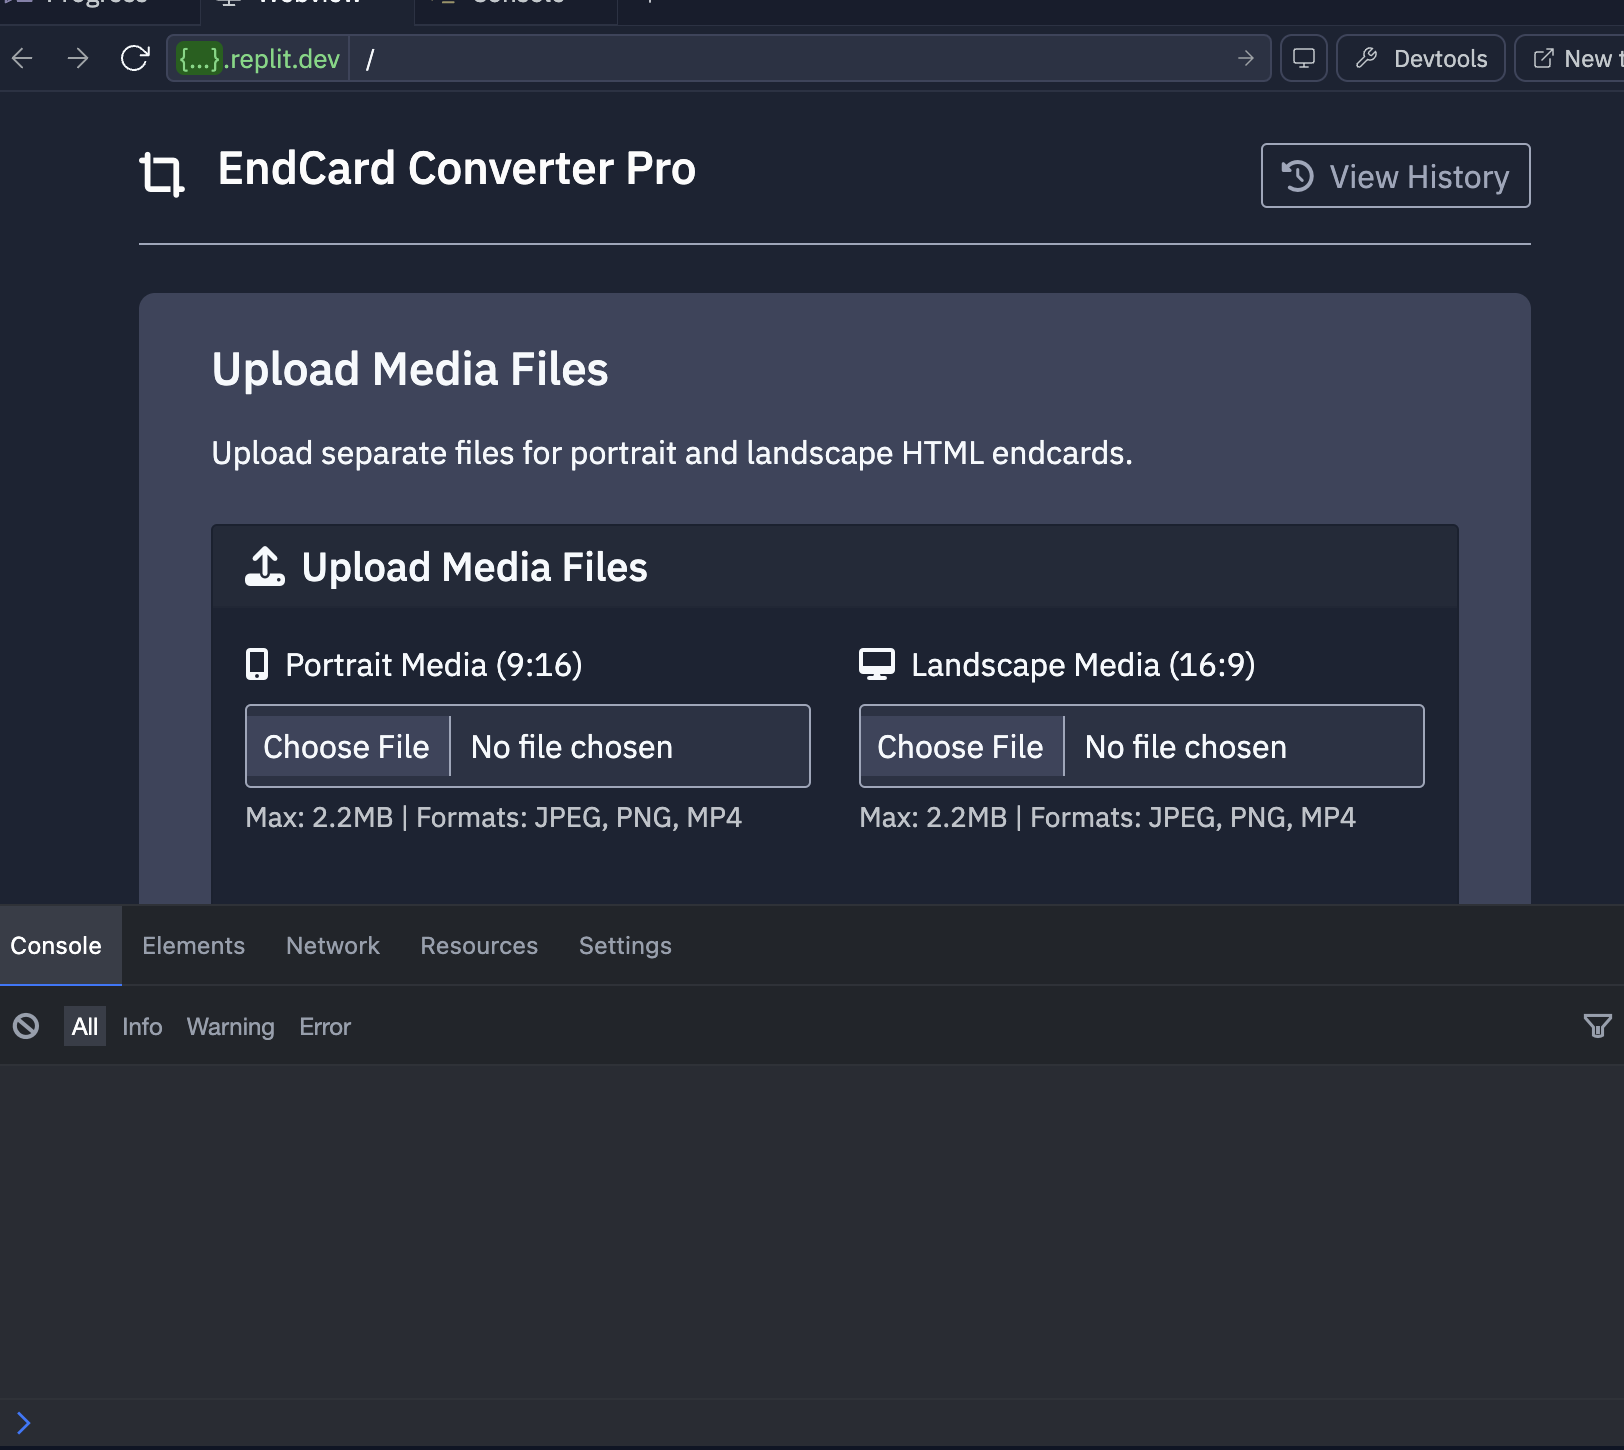 Progress Webview Console
{...}.replit.dev / Devtools New t
EndCard Converter Pro
View History
Upload Media Files
Upload separate files for portrait and landscape HTML endcards.
Upload Media Files
Portrait Media (9:16) Landscape Media (16:9)
Choose File No file chosen Choose File No file chosen
Max: 2.2MB | Formats: JPEG, PNG, MP4 Max: 2.2MB | Formats: JPEG, PNG, MP4
Console Elements Network Resources Settings
All Info Warning Error